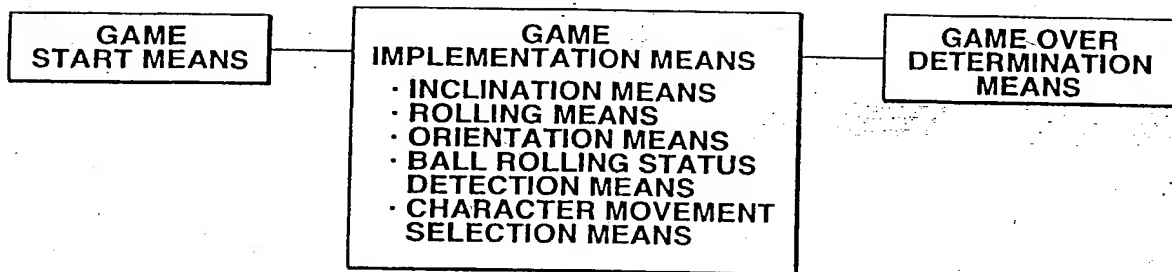 GAME
START MEANS
GAME
IMPLEMENTATION MEANS
· INCLINATION MEANS
· ROLLING MEANS
· ORIENTATION MEANS
· BALL ROLLING STATUS
DETECTION MEANS
· CHARACTER MOVEMENT
SELECTION MEANS
GAME OVER
DETERMINATION
MEANS